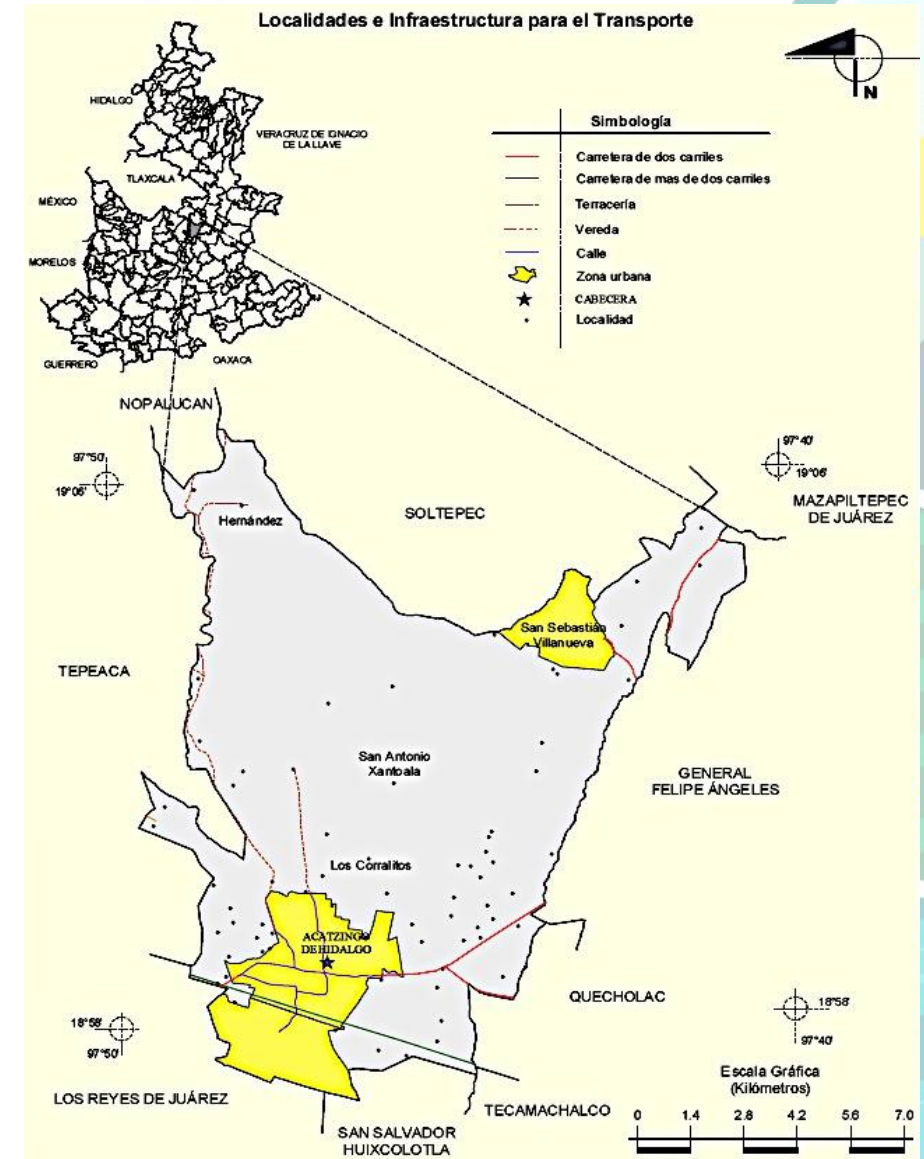 Localidades e Infraestructura para el Transporte
N
HIDALGO
VERACRUZ DE IGNACIO
DE LA LLAVE
TLAXCALA
MÉXICO
MORELOS
GUERRERO
OAXACA
Simbología
Carretera de dos carriles
Carretera de mas de dos carriles
Terracería
Vereda
Calle
Zona urbana
CABECERA
Localidad
NOPALUCAN
97°50'
19°06'
97°40'
19°06'
MAZAPILTEPEC
DE JUÁREZ
SOLTEPEC
Hernández
San Sebastián
Villanueva
TEPEACA
San Antonio
Xantoala
GENERAL
FELIPE ÁNGELES
Los Corralitos
ACATZINGO
DE HIDALGO
QUECHOLAC
18°58'
97°50'
18°58'
97°40'
Escala Gráfica
(Kilómetros)
0 1.4 2.8 4.2 5.6 7.0
LOS REYES DE JUÁREZ
TECAMACHALCO
SAN SALVADOR
HUIXCOLOTLA